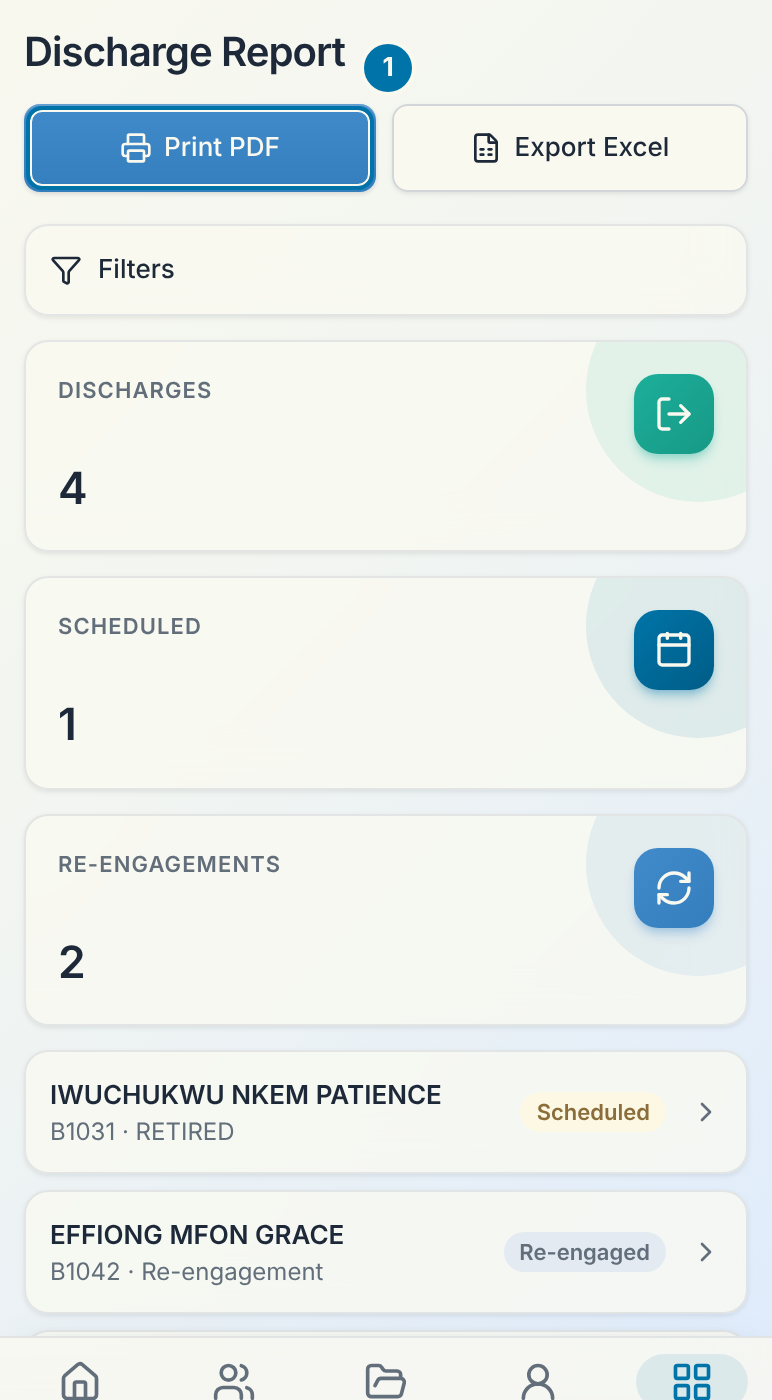 Discharge Report
1
Print PDF
Export Excel
Filters
DISCHARGES
4
SCHEDULED
1
RE-ENGAGEMENTS
2
IWUCHUKWU NKEM PATIENCE
B1031 · RETIRED
Scheduled
EFFIONG MFON GRACE
B1042 · Re-engagement
Re-engaged